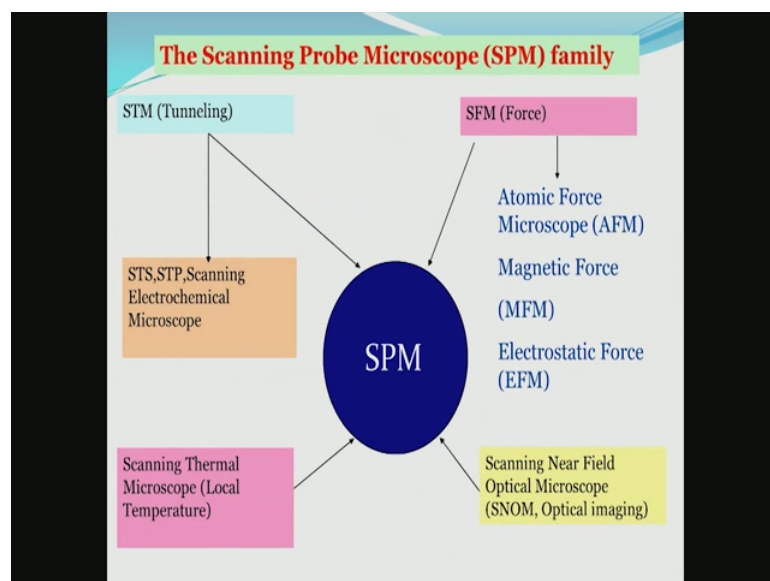 The Scanning Probe Microscope (SPM) family
STM (Tunneling)
SFM (Force)
Atomic Force
Microscope (AFM)
Magnetic Force
(MFM)
Electrostatic Force
(EFM)
STS,STP,Scanning
Electrochemical
Microscope
SPM
Scanning Thermal
Microscope (Local
Temperature)
Scanning Near Field
Optical Microscope
(SNOM, Optical imaging)